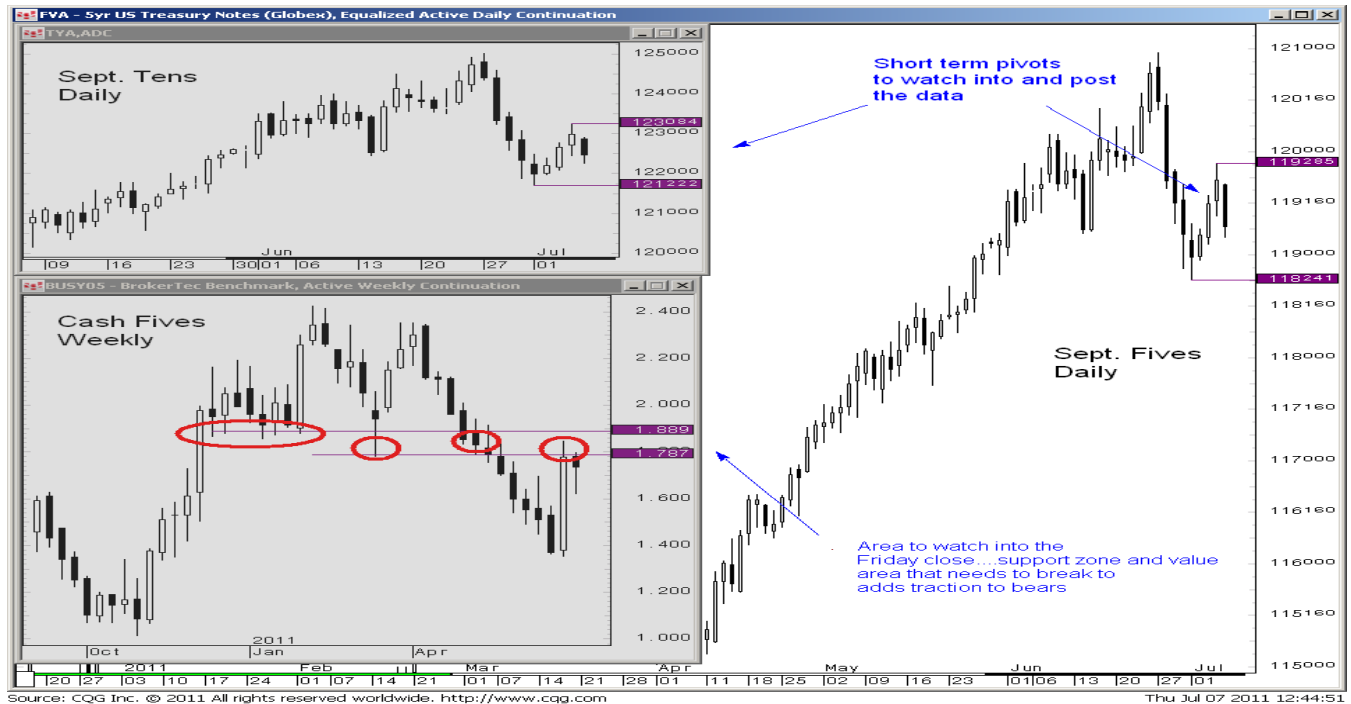 FVA - 5yr US Treasury Notes (Globex), Equalized Active Daily Continuation
TYA,ADC
Sept. Tens
Daily
125000
124000
123084
123000
122000
121222
121000
120000
Jun Jul
09 16 23 30 01 06 13 20 27 01
BUSY05 - BrokerTec Benchmark, Active Weekly Continuation
Cash Fives
Weekly
2.400
2.200
2.000
1.889
1.787
1.600
1.400
1.200
1.000
2011
Oct Jan Apr
Short term pivots
to watch into and post
the data
Sept. Fives
Daily
Area to watch into the
Friday close....support zone and value
area that needs to break to
adds traction to bears
121000
120160
120000
119285
119160
119000
118241
118160
118000
117160
117000
116160
116000
115160
115000
2011 Feb Mar Apr May Jun Jul
20 27 03 10 17 24 01 07 14 21 01 07 14 21 28 01 11 18 25 02 09 16 23 01 06 13 20 27 01
Source: CQG Inc. © 2011 All rights reserved worldwide. http://www.cqg.com
Thu Jul 07 2011 12:44:51